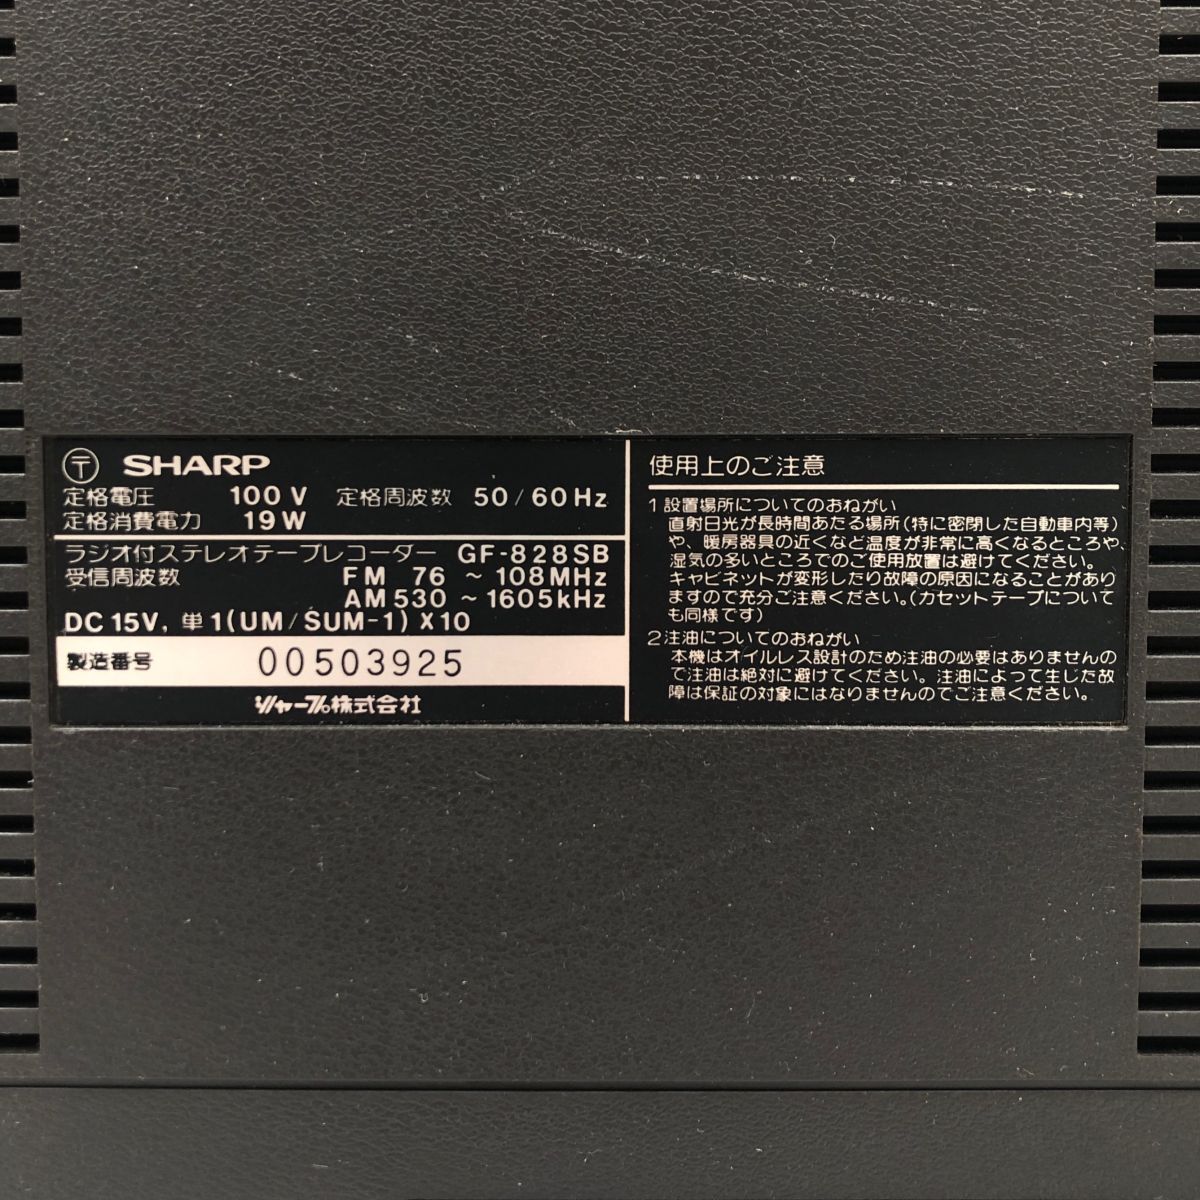 〒 SHARP
定格電圧 100V 定格周波数 50/60Hz
定格消費電力 19W
ラジオ付ステレオテープレコーダー GF-828SB
受信周波数 FM 76 ~ 108MHz
AM 530 ~ 1605kHz
DC 15V, 単1(UM/SUM-1) X10
製造番号 00503925
シャープ株式会社
使用上のご注意
1 設置場所についてのおねがい
直射日光が長時間あたる場所(特に密閉した自動車内等)
や、暖房器具の近くなど温度が非常に高くなるところや、
湿気の多いところでのご使用放置は避けてください。
キャビネットが変形したり故障の原因になることがあり
ますので充分ご注意ください。(カセットテープについて
も同様です)
2 注油についてのおねがい
本機はオイルレス設計のため注油の必要はありませんの
で注油は絶対に避けてください。注油によって生じた故
障は保証の対象にはなりませんのでご注意ください。